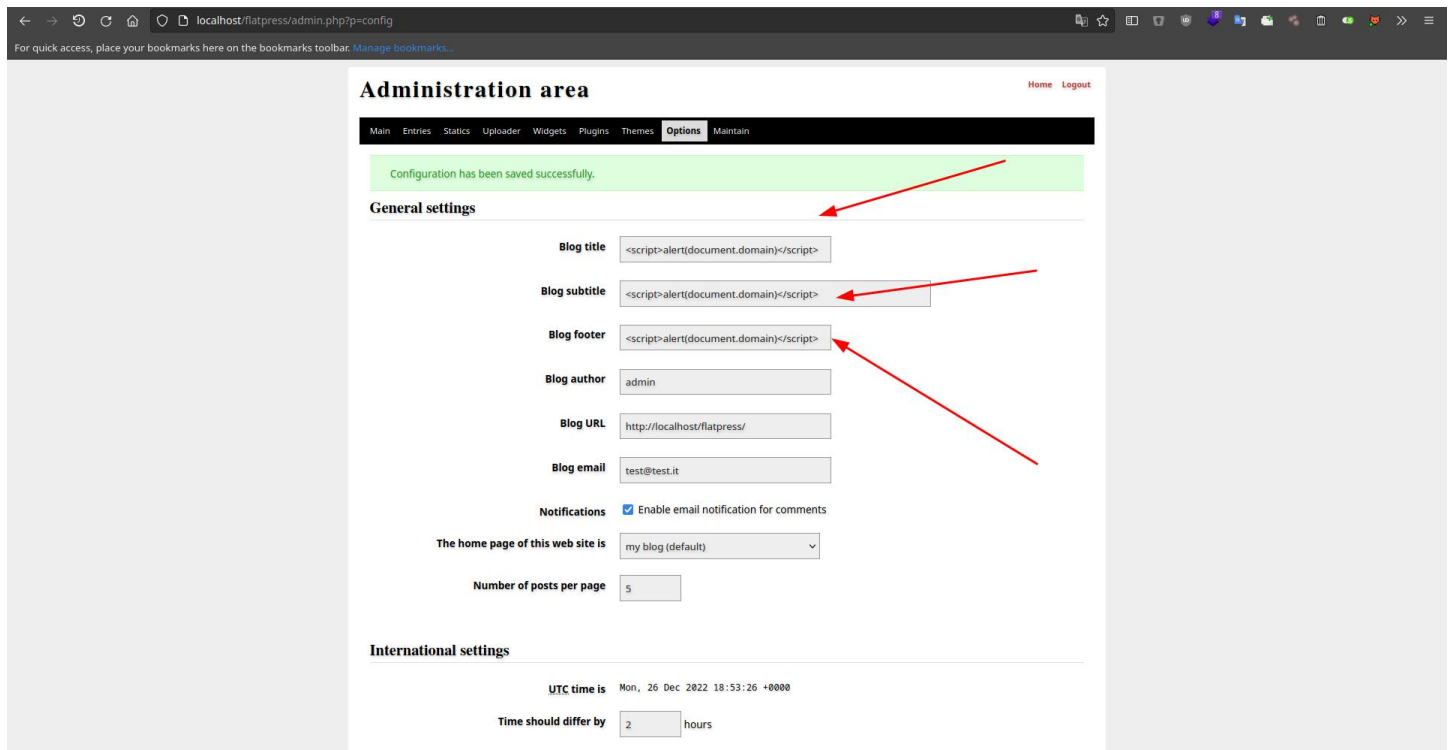 localhost/flatpress/admin.php?p=config
8
For quick access, place your bookmarks here on the bookmarks toolbar. Manage bookmarks...
Administration area
Home Logout
Main Entries Statics Uploader Widgets Plugins Themes Options Maintain
Configuration has been saved successfully.
General settings
Blog title <script>alert(document.domain)</script>
Blog subtitle <script>alert(document.domain)</script>
Blog footer <script>alert(document.domain)</script>
Blog author admin
Blog URL http://localhost/flatpress/
Blog email test@test.it
Notifications Enable email notification for comments
The home page of this web site is my blog (default)
Number of posts per page 5
International settings
UTC time is Mon, 26 Dec 2022 18:53:26 +0000
Time should differ by 2 hours